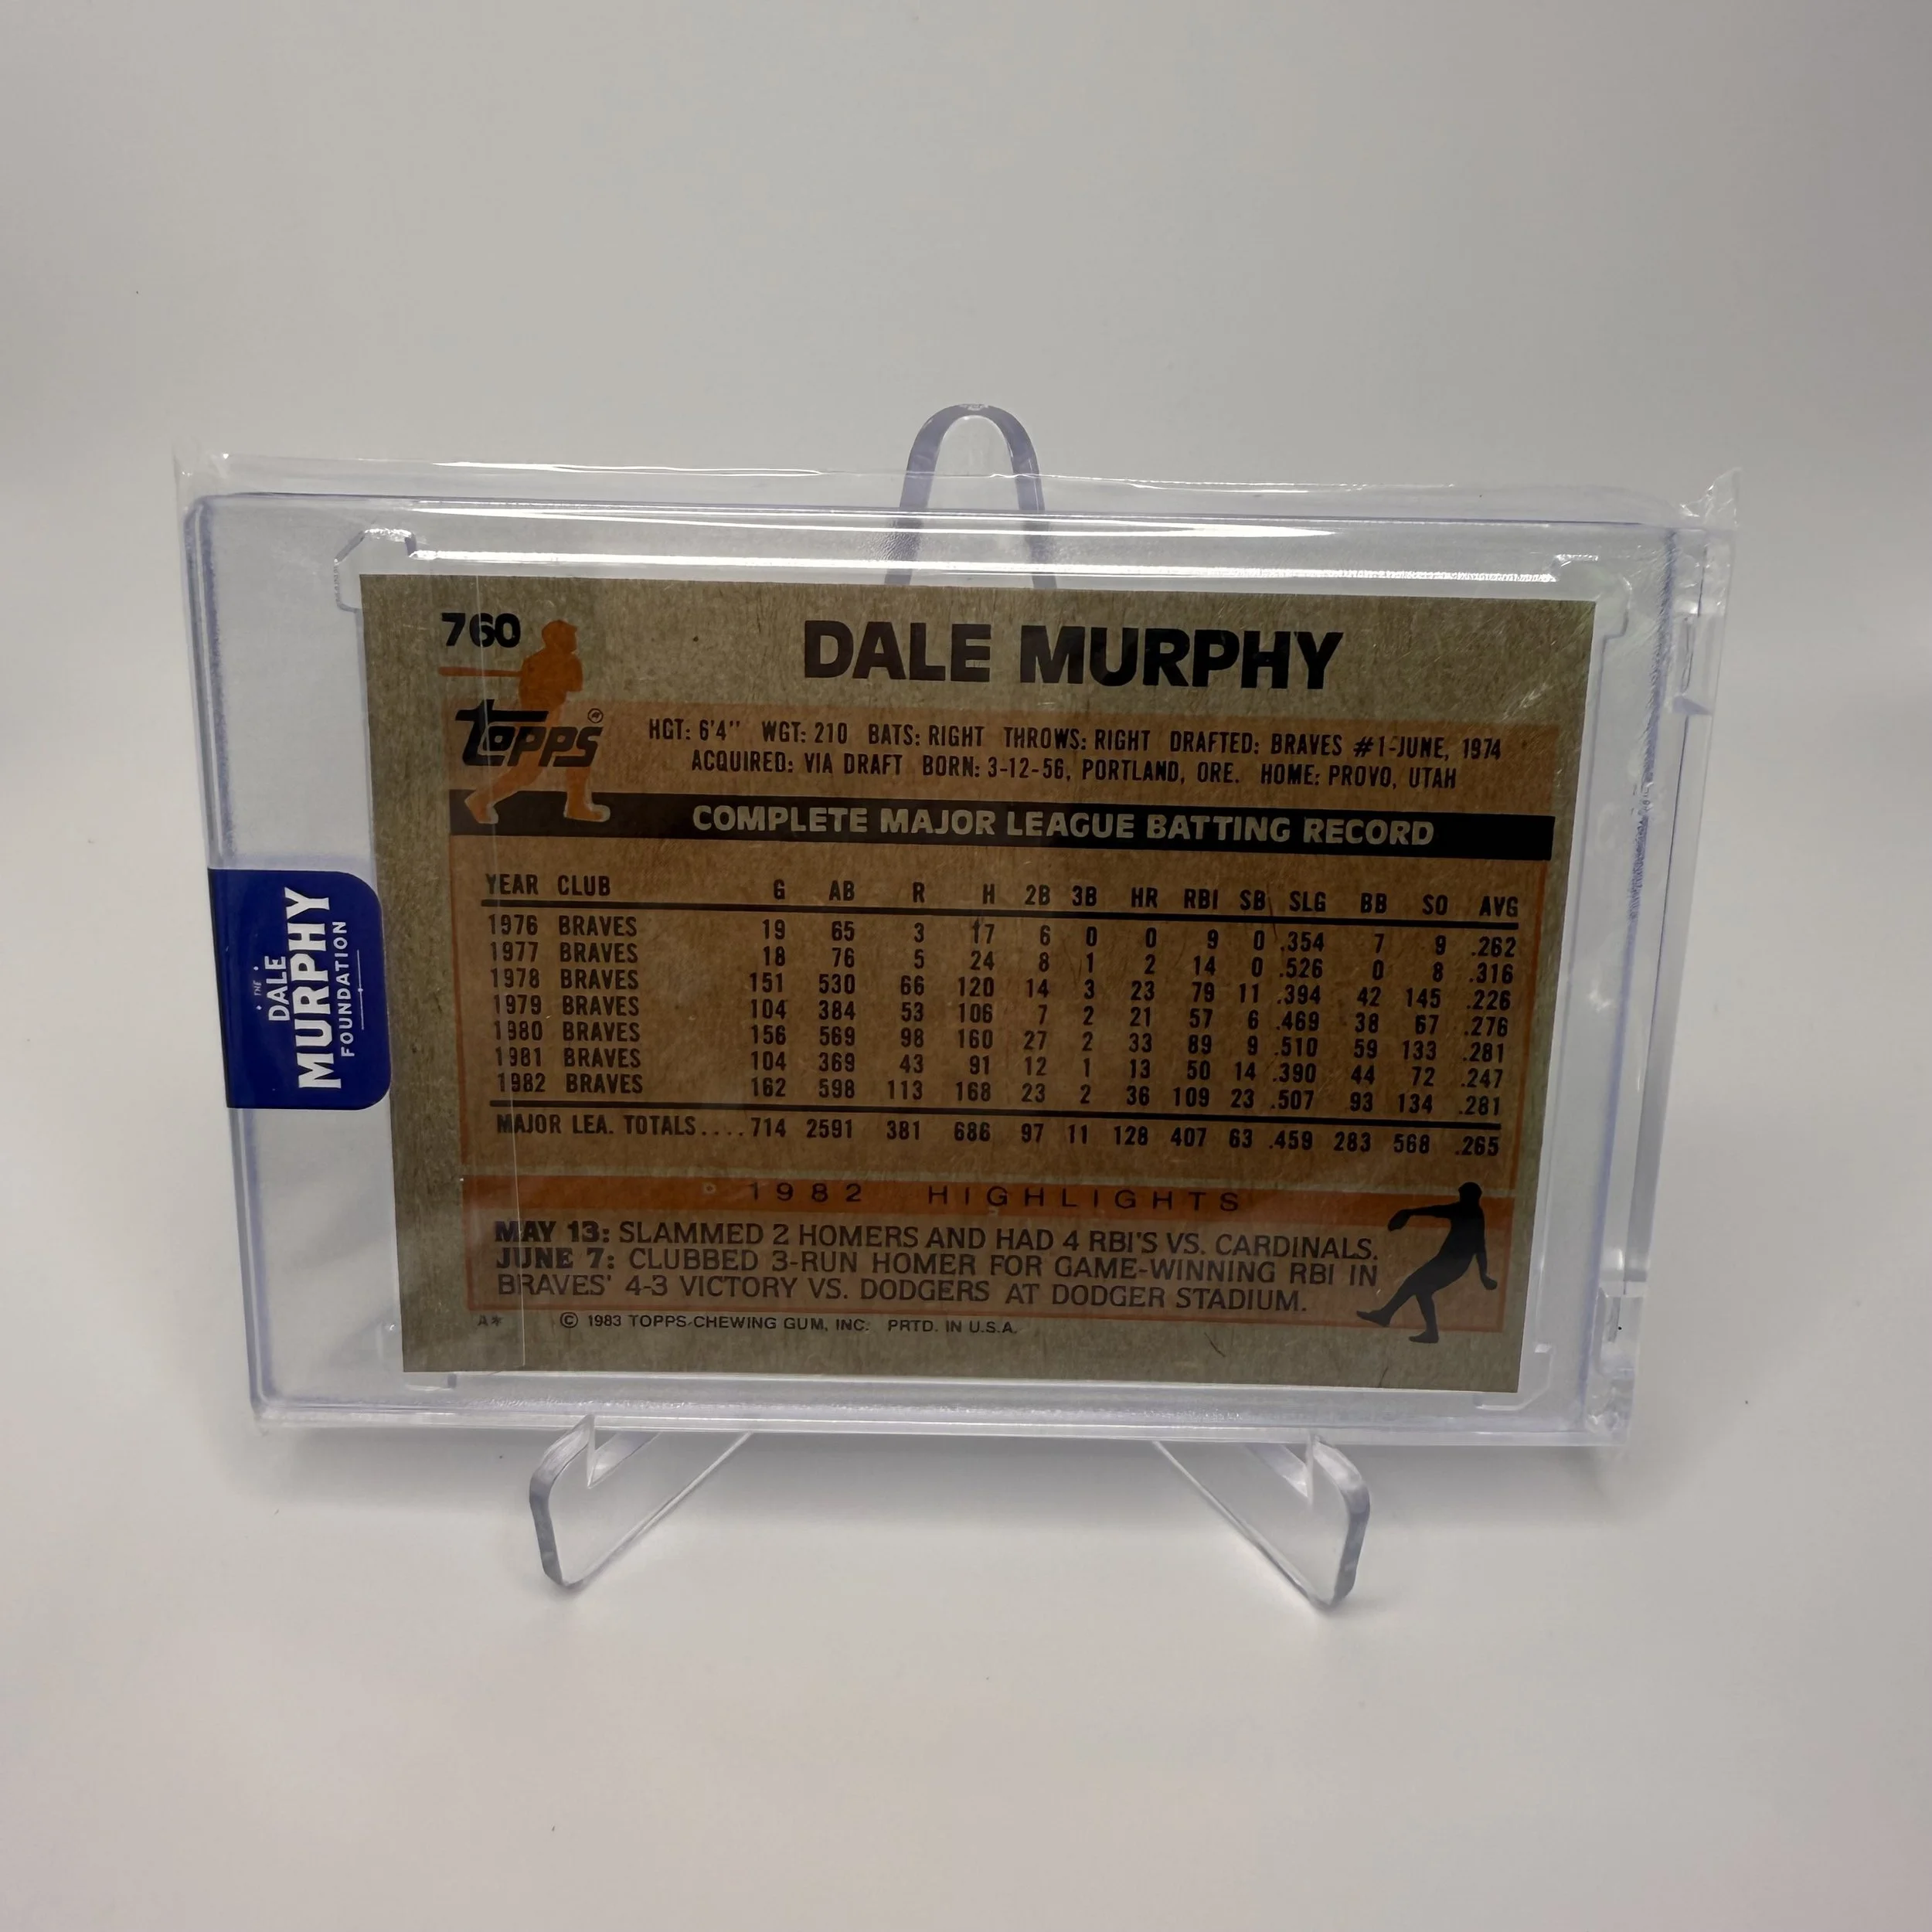 760
DALE MURPHY
topps®
HGT: 6'4" WGT: 210 BATS: RIGHT THROWS: RIGHT DRAFTED: BRAVES #1-JUNE, 1974
ACQUIRED: VIA DRAFT BORN: 3-12-56, PORTLAND, ORE. HOME: PROVO, UTAH
COMPLETE MAJOR LEAGUE BATTING RECORD
YEAR CLUB G AB R H 2B 3B HR RBI SB SLG BB SO AVG
1976 BRAVES 19 65 3 17 6 0 0 9 0 .354 7 9 .262
1977 BRAVES 18 76 5 24 8 1 2 14 0 .526 0 8 .316
1978 BRAVES 151 530 66 120 14 3 23 79 11 .394 42 145 .226
1979 BRAVES 104 384 53 106 7 2 21 57 6 .469 38 67 .276
1980 BRAVES 156 569 98 160 27 2 33 89 9 .510 59 133 .281
1981 BRAVES 104 369 43 91 12 1 13 50 14 .390 44 72 .247
1982 BRAVES 162 598 113 168 23 2 36 109 23 .507 93 134 .281
MAJOR LEA. TOTALS....714 2591 381 686 97 11 128 407 63 .459 283 568 .265
1982 HIGHLIGHTS
MAY 13: SLAMMED 2 HOMERS AND HAD 4 RBI'S VS. CARDINALS.
JUNE 7: CLUBBED 3-RUN HOMER FOR GAME-WINNING RBI IN
BRAVES' 4-3 VICTORY VS. DODGERS AT DODGER STADIUM.
A* © 1983 TOPPS CHEWING GUM, INC. PRTD. IN U.S.A.
THE
DALE
MURPHY
FOUNDATION